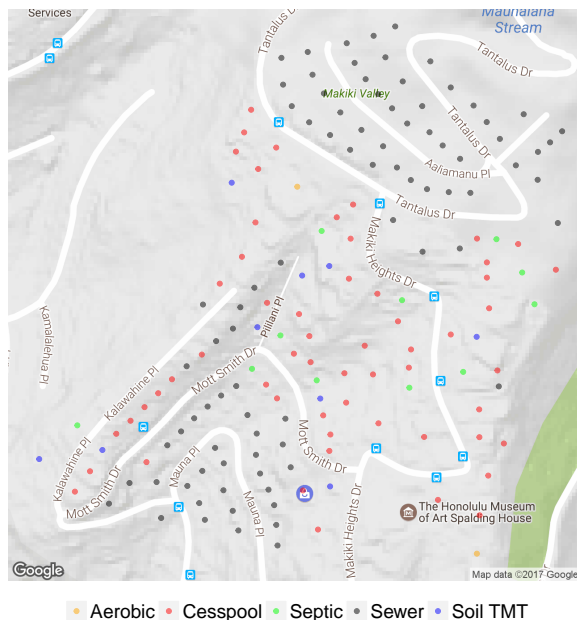 Services
Maunalana
Stream
Tantalus Dr
Tantalus Dr
Makiki Valley
Tantalus Dr
Aaliamanu Pl
Tantalus Dr
Makiki Heights Dr
Kamalalehua Pl
Pililani Pl
Mott Smith Dr
Kalawahine Pl
Mott Smith Dr
Kalawahine Pl
Mauna Pl
Mott Smith Dr
Mauna Pl
Makiki Heights Dr
The Honolulu Museum
of Art Spalding House
Google
Map data ©2017 Google
Aerobic Cesspool Septic Sewer Soil TMT